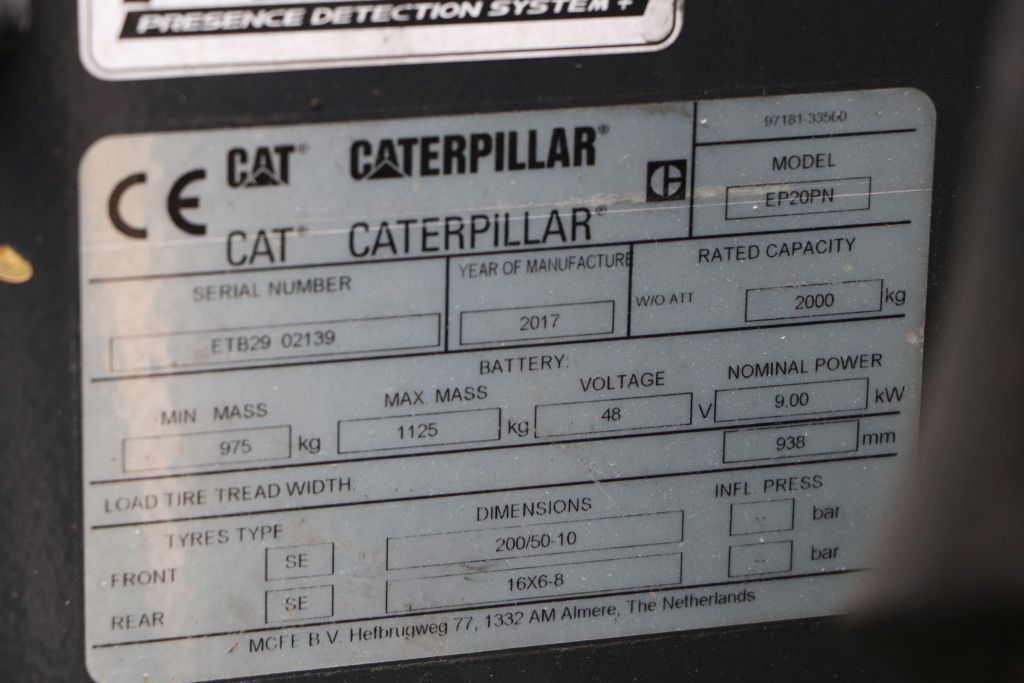 PRESENCE DETECTION SYSTEM +
CE CAT® CATERPILLAR®
CAT® CATERPILLAR®
97181-33500
MODEL
EP20PN
SERIAL NUMBER
ETB29 02139
YEAR OF MANUFACTURE
2017
RATED CAPACITY
W/O ATT 2000 kg
BATTERY:
MIN. MASS MAX. MASS VOLTAGE NOMINAL POWER
975 kg 1125 kg 48 V 9.00 kW
LOAD TIRE TREAD WIDTH: 938 mm
TYRES TYPE DIMENSIONS INFL. PRESS
FRONT SE 200/50-10 -- bar
REAR SE 16X6-8 -- bar
MCFE B.V. Hefbrugweg 77, 1332 AM Almere, The Netherlands